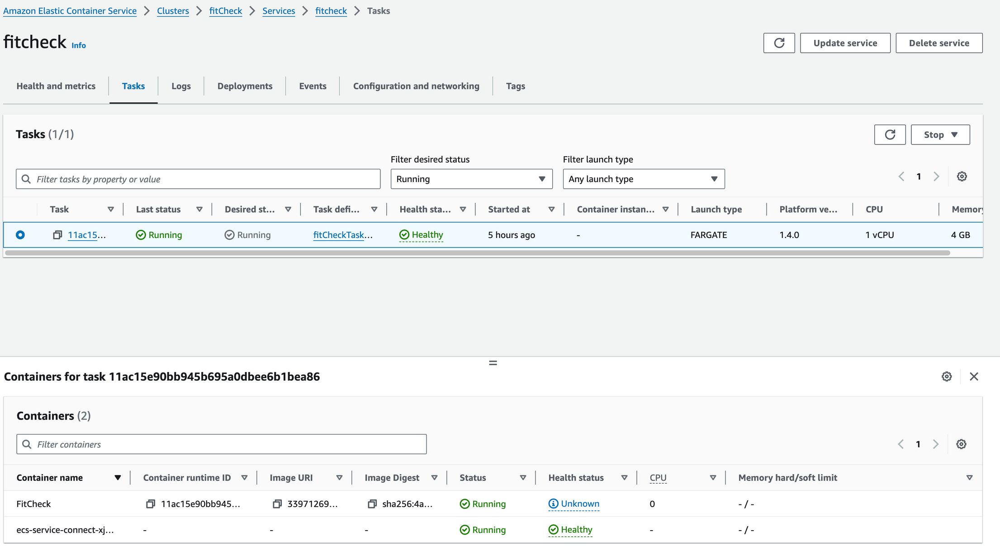 Amazon Elastic Container Service > Clusters > fitCheck > Services > fitcheck > Tasks
fitcheck Info
Update service Delete service
Health and metrics Tasks Logs Deployments Events Configuration and networking Tags
Tasks (1/1)
Stop
Filter desired status Filter launch type
Filter tasks by property or value Running Any launch type 1
Task Last status Desired st... Task defi... Health sta... Started at Container instan... Launch type Platform ve... CPU Memory
11ac15... Running Running fitCheckTask... Healthy 5 hours ago - FARGATE 1.4.0 1 vCPU 4 GB
Containers for task 11ac15e90bb945b695a0dbee6b1bea86
Containers (2)
Filter containers 1
Container name Container runtime ID Image URI Image Digest Status Health status CPU Memory hard/soft limit
FitCheck 11ac15e90bb945... 33971269... sha256:4a... Running Unknown 0 - / -
ecs-service-connect-xj... - - - Running Healthy - - / -